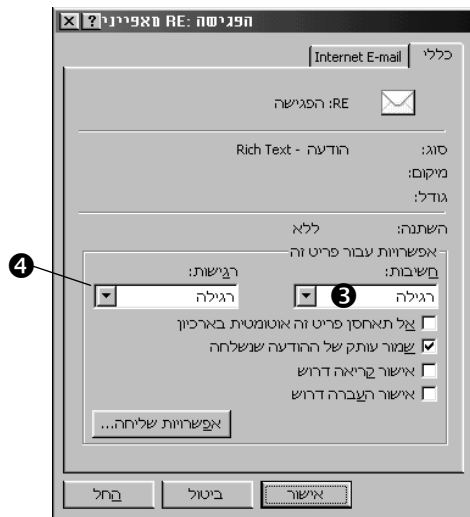 מאפייני RE: הפגישה
כללי Internet E-mail
RE: הפגישה
סוג: הודעה - Rich Text
מיקום:
גודל:
השתנה: ללא
אפשרויות עבור פריט זה
חשיבות: רגישות:
רגילה ❸ רגילה ❹
אל תאחסן פריט זה אוטומטית בארכיון
שמור עותק של ההודעה שנשלחה
אישור קריאה דרוש
אישור העברה דרוש
אפשרויות שליחה...
אישור ביטול החל